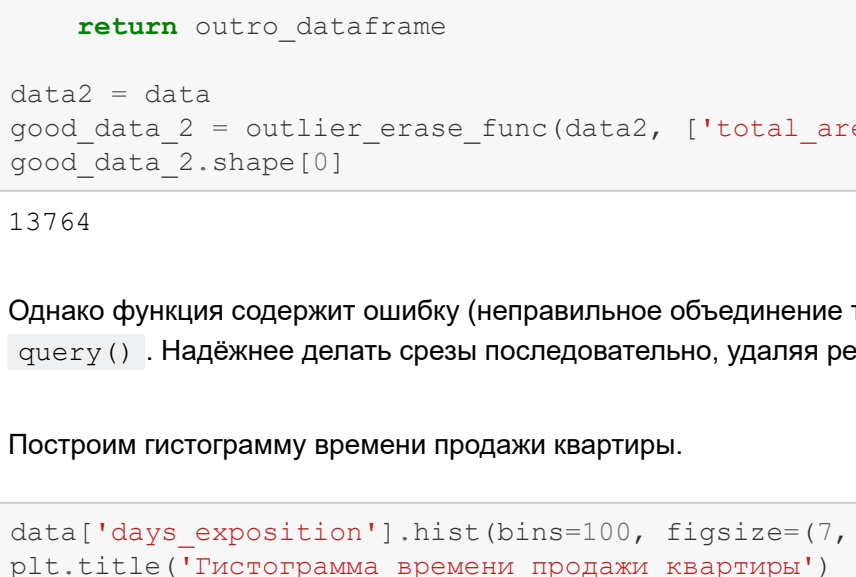 return outro_dataframe
data2 = data
good_data_2 = outlier_erase_func(data2, ['total_are
good_data_2.shape[0]
13764
Однако функция содержит ошибку (неправильное объединение т
query() . Надёжнее делать срезы последовательно, удаляя ре
Построим гистограмму времени продажи квартиры.
data['days_exposition'].hist(bins=100, figsize=(7,
plt.title('Гистограмма времени продажи квартиры')